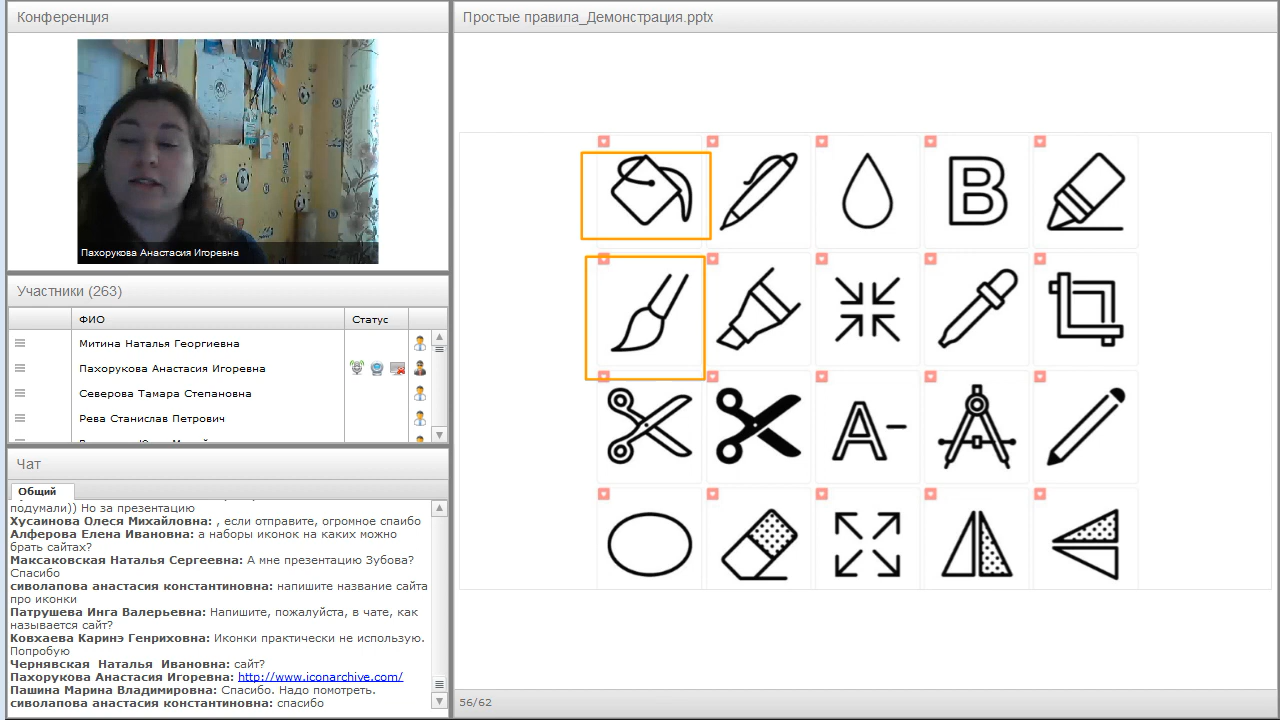 Конференция
Пахорукова Анастасия Игоревна
Участники (263)
ФИО
Статус
Митина Наталья Георгиевна
Пахорукова Анастасия Игоревна
Северова Тамара Степановна
Рева Станислав Петрович
Чат
Общий
подумали)) Но за презентацию
Хусаинова Олеся Михайловна: , если отправите, огромное спаибо
Алферова Елена Ивановна: а наборы иконок на каких можно
брать сайтах?
Максаковская Наталья Сергеевна: А мне презентацию Зубова?
Спасибо
сиволапова анастасия константиновна: напишите название сайта
про иконки
Патрушева Инга Валерьевна: Напишите, пожалуйста, в чате, как
называется сайт?
Ковхаева Каринэ Генриховна: Иконки практически не использую.
Попробую
Чернявская Наталья Ивановна: сайт?
Пахорукова Анастасия Игоревна: http://www.iconarchive.com/
Пашина Марина Владимировна: Спасибо. Надо помотреть.
сиволапова анастасия константиновна: спасибо
Простые правила_Демонстрация.pptx
B
A-
56/62